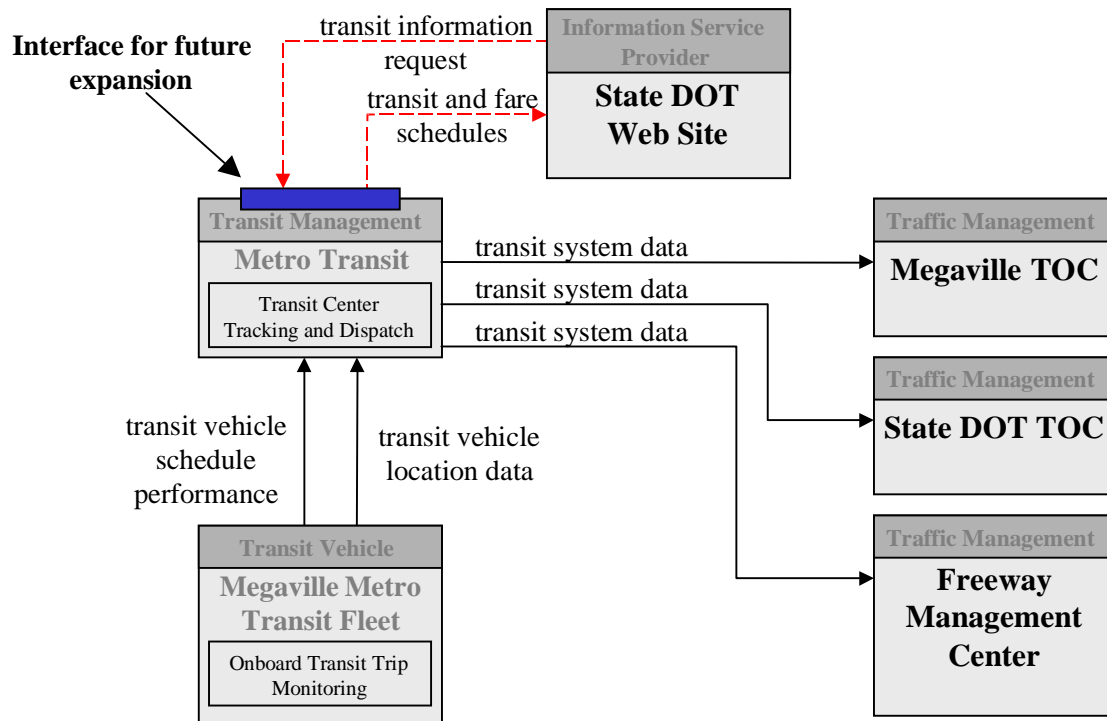 Interface for future
expansion
transit information
request
transit and fare
schedules
Information Service
Provider
State DOT
Web Site
Transit Management
Metro Transit
Transit Center
Tracking and Dispatch
transit system data
transit system data
transit system data
Traffic Management
Megaville TOC
Traffic Management
State DOT TOC
Traffic Management
Freeway
Management
Center
transit vehicle
schedule
performance
transit vehicle
location data
Transit Vehicle
Megaville Metro
Transit Fleet
Onboard Transit Trip
Monitoring